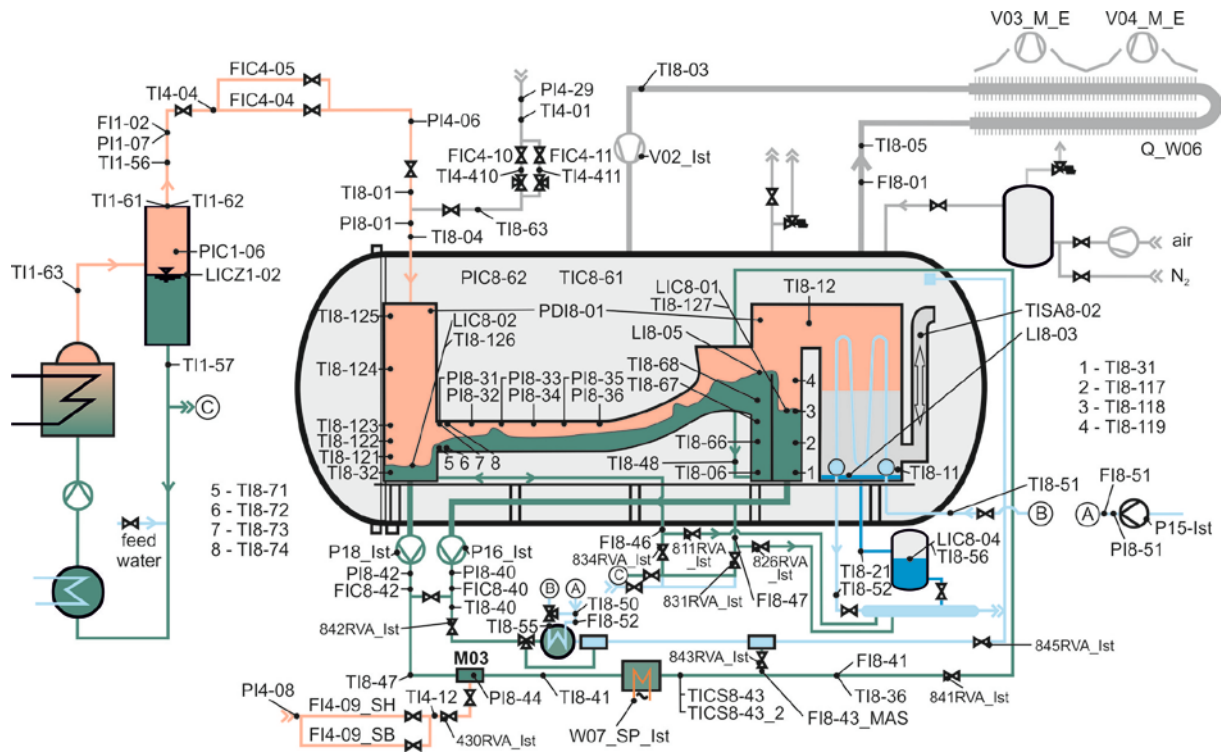 V03_M_E
V04_M_E
FIC4-05
TI4-04
FIC4-04
TI8-03
PI4-29
TI4-01
FI1-02
PI1-07
TI1-56
PI4-06
FIC4-10
FIC4-11
TI4-410
TI4-411
V02_Ist
TI8-05
Q_W06
FI8-01
TI1-61
TI1-62
TI8-01
PI8-01
TI8-04
TI8-63
PIC1-06
LICZ1-02
TI1-63
air
N2
PIC8-62
TIC8-61
LIC8-01
TI8-127
TI8-12
TI8-125
PDI8-01
TISA8-02
LIC8-02
TI8-126
LI8-05
LI8-03
TI1-57
TI8-124
TI8-68
TI8-67
PI8-31
PI8-33
PI8-35
PI8-32
PI8-34
PI8-36
4
3
2
1
1 - TI8-31
2 - TI8-117
3 - TI8-118
4 - TI8-119
C
TI8-123
TI8-122
TI8-121
TI8-32
5 6 7 8
TI8-66
TI8-48
TI8-06
TI8-11
TI8-51
5 - TI8-71
6 - TI8-72
7 - TI8-73
8 - TI8-74
FI8-51
B
A
P15-Ist
PI8-51
feed
water
P18_Ist
P16_Ist
FI8-46
834RVA_Ist
811RVA
_Ist
826RVA
_Ist
LIC8-04
TI8-56
TI8-21
TI8-52
PI8-42
FIC8-42
PI8-40
FIC8-40
TI8-40
C
831RVA_Ist
FI8-47
B
A
TI8-50
FI8-52
TI8-55
842RVA_Ist
845RVA_Ist
M03
843RVA_Ist
FI8-41
TI8-47
PI8-44
TI8-41
TICS8-43
TICS8-43_2
TI8-36
841RVA_Ist
PI4-08
TI4-12
FI4-09_SH
FI4-09_SB
430RVA_Ist
W07_SP_Ist
FI8-43_MAS